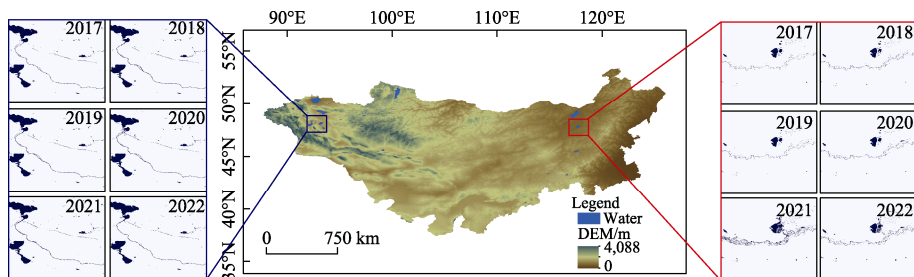 90°E 100°E 110°E 120°E
2017 2018
2019 2020
2021 2022
55°N
50°N
45°N
40°N
35°N
0 750 km
Legend
Water
DEM/m
4,088
0
2017 2018
2019 2020
2021 2022